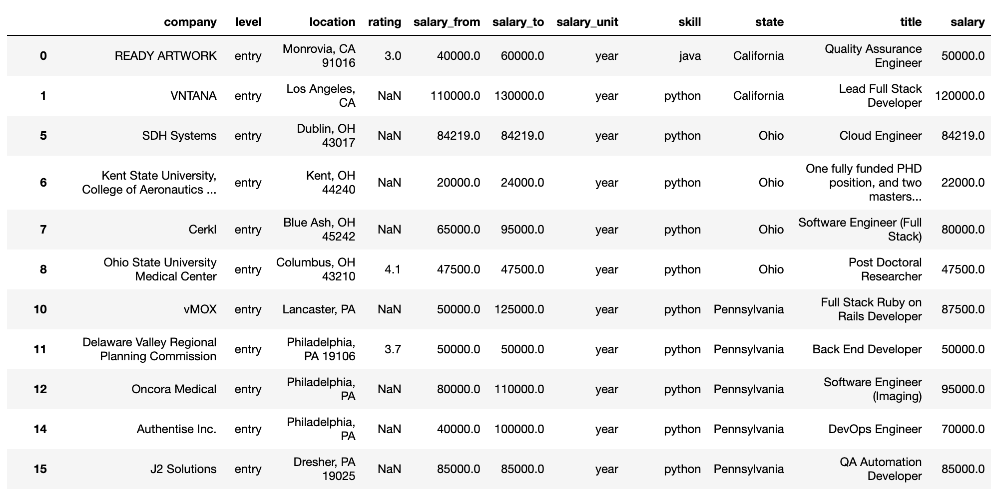 company level location rating salary_from salary_to salary_unit skill state title salary
0 READY ARTWORK entry Monrovia, CA 91016 3.0 40000.0 60000.0 year java California Quality Assurance Engineer 50000.0
1 VNTANA entry Los Angeles, CA NaN 110000.0 130000.0 year python California Lead Full Stack Developer 120000.0
5 SDH Systems entry Dublin, OH 43017 NaN 84219.0 84219.0 year python Ohio Cloud Engineer 84219.0
6 Kent State University, College of Aeronautics ... entry Kent, OH 44240 NaN 20000.0 24000.0 year python Ohio One fully funded PHD position, and two masters... 22000.0
7 Cerkl entry Blue Ash, OH 45242 NaN 65000.0 95000.0 year python Ohio Software Engineer (Full Stack) 80000.0
8 Ohio State University Medical Center entry Columbus, OH 43210 4.1 47500.0 47500.0 year python Ohio Post Doctoral Researcher 47500.0
10 vMOX entry Lancaster, PA NaN 50000.0 125000.0 year python Pennsylvania Full Stack Ruby on Rails Developer 87500.0
11 Delaware Valley Regional Planning Commission entry Philadelphia, PA 19106 3.7 50000.0 50000.0 year python Pennsylvania Back End Developer 50000.0
12 Oncora Medical entry Philadelphia, PA NaN 80000.0 110000.0 year python Pennsylvania Software Engineer (Imaging) 95000.0
14 Authentise Inc. entry Philadelphia, PA NaN 40000.0 100000.0 year python Pennsylvania DevOps Engineer 70000.0
15 J2 Solutions entry Dresher, PA 19025 NaN 85000.0 85000.0 year python Pennsylvania QA Automation Developer 85000.0